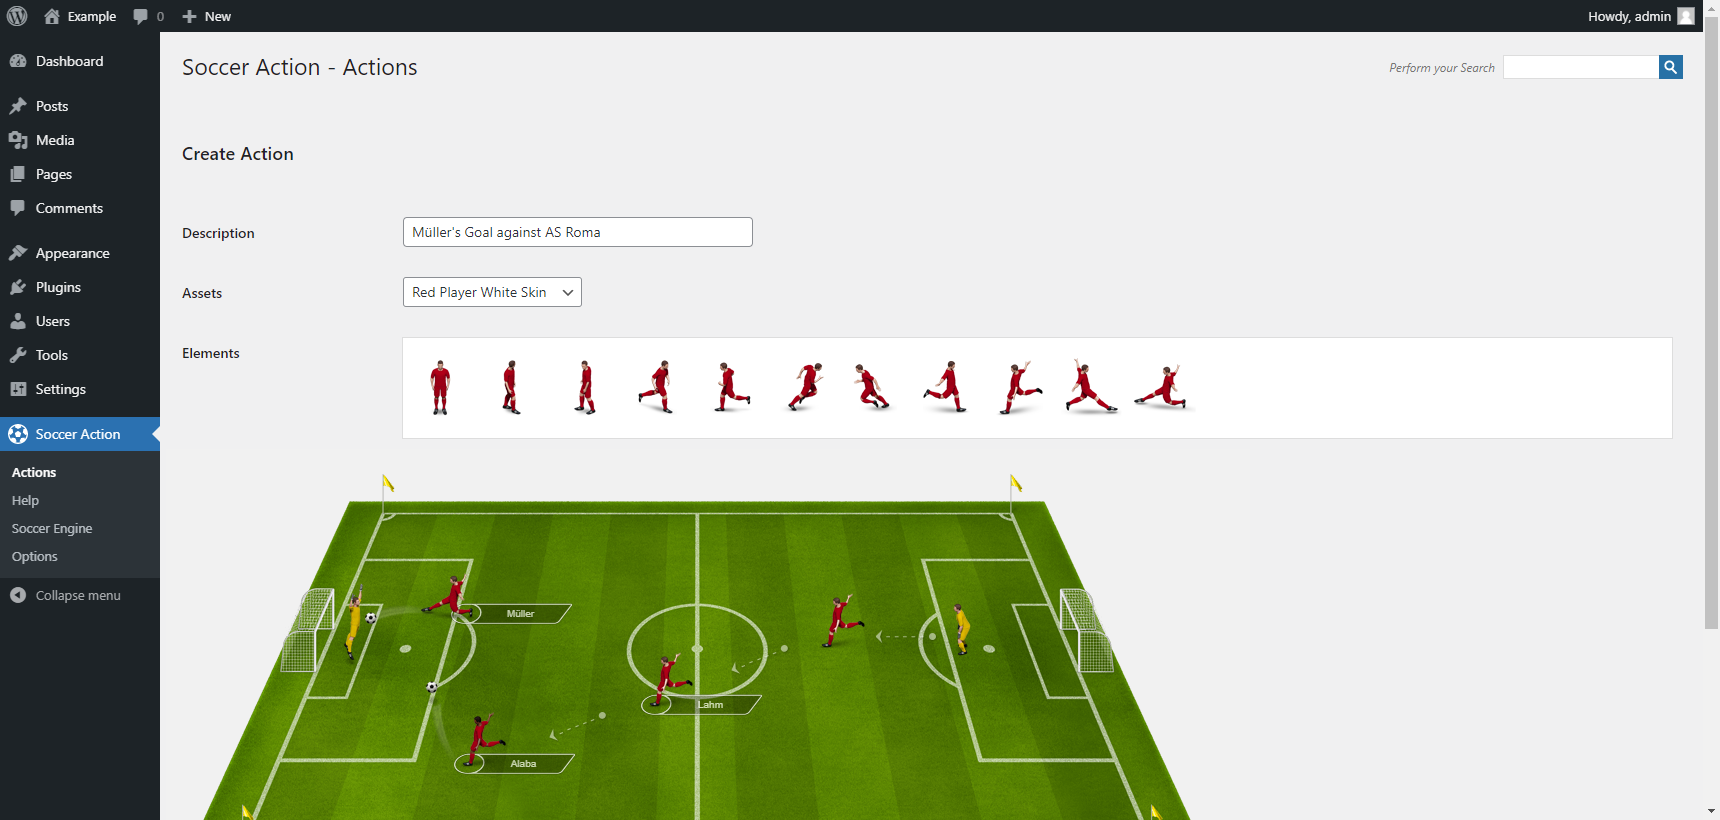 Example
0
New
Howdy, admin
Dashboard
Posts
Media
Pages
Comments
Appearance
Plugins
Users
Tools
Settings
Soccer Action
Actions
Help
Soccer Engine
Options
Collapse menu
Soccer Action - Actions
Perform your Search
Create Action
Description
Müller's Goal against AS Roma
Assets
Red Player White Skin
Elements
Müller
Lahm
Alaba